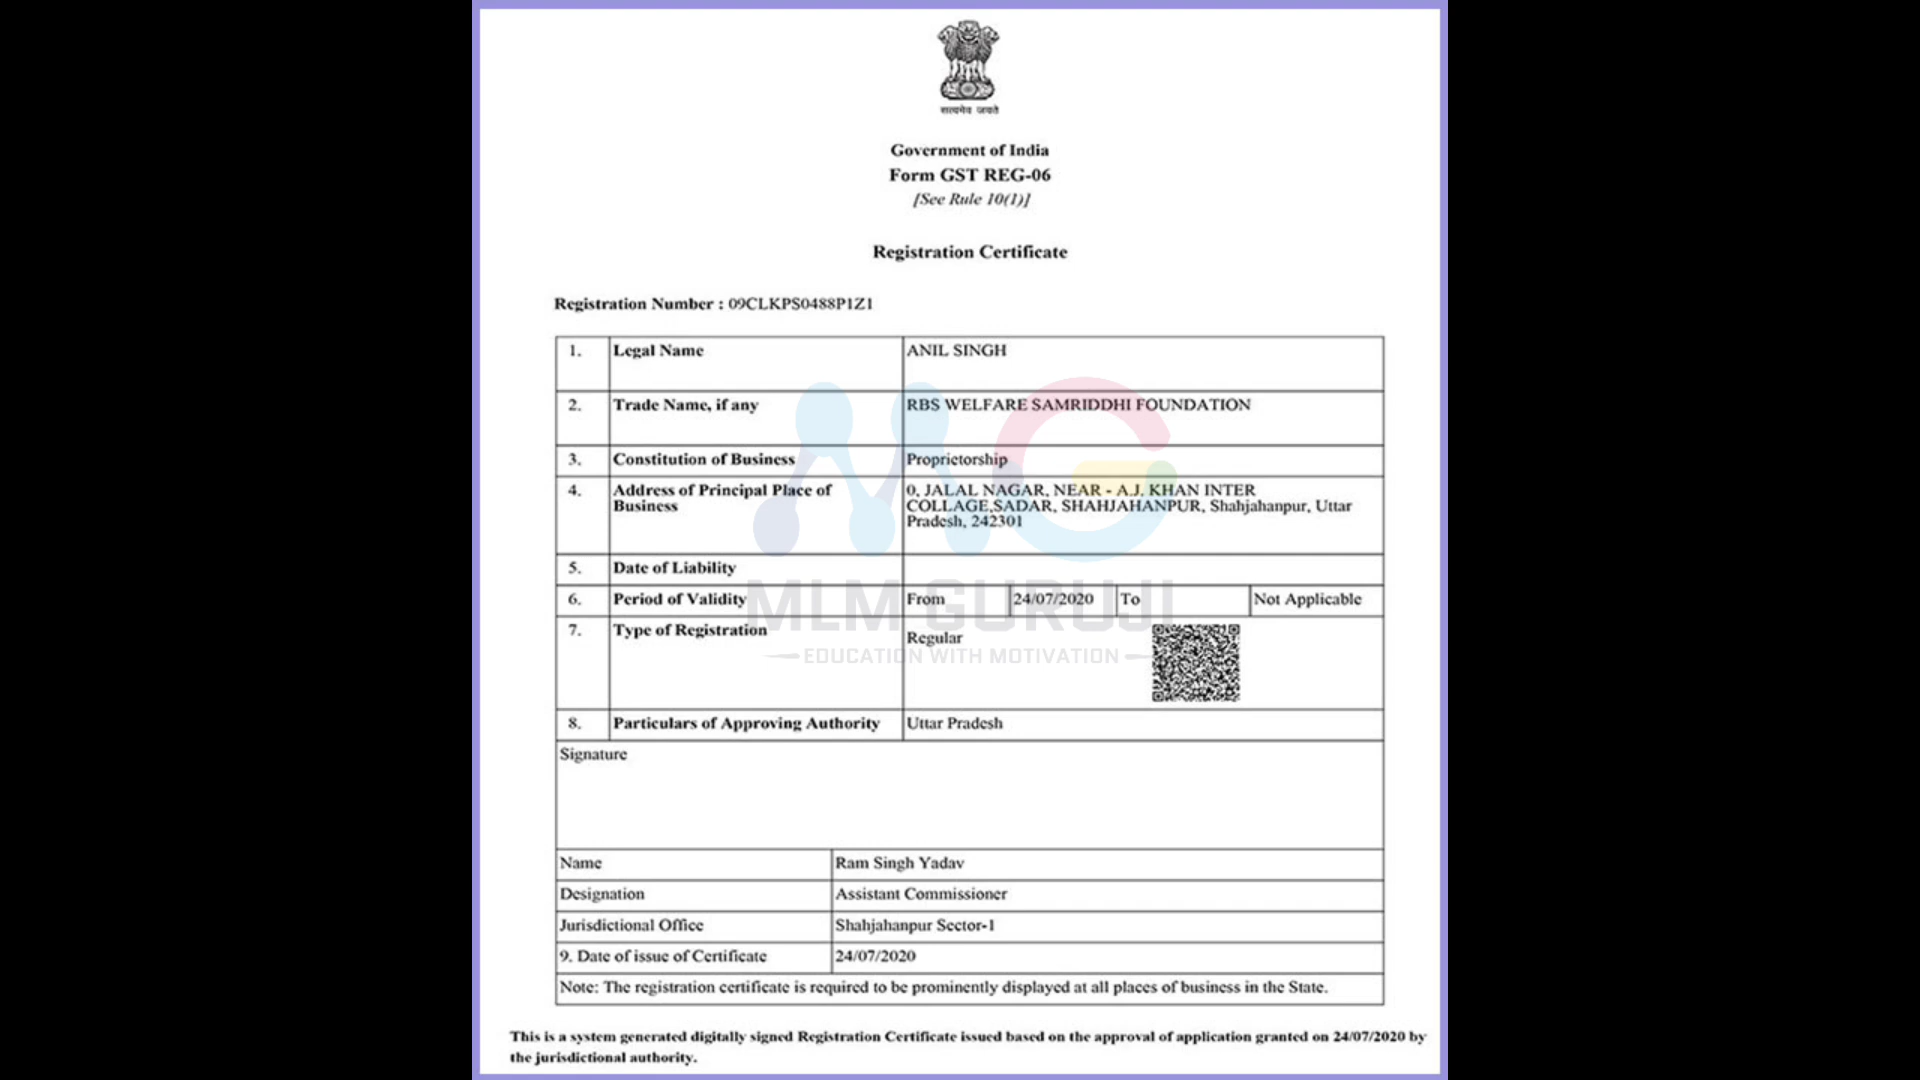 सत्यमेव जयते
Government of India
Form GST REG-06
[See Rule 10(1)]
Registration Certificate
Registration Number : 09CLKPS0488P1Z1
1. Legal Name ANIL SINGH
2. Trade Name, if any RBS WELFARE SAMRIDDHI FOUNDATION
3. Constitution of Business Proprietorship
4. Address of Principal Place of Business 0, JALAL NAGAR, NEAR - A.J. KHAN INTER
COLLAGE,SADAR, SHAHJAHANPUR, Shahjahanpur, Uttar
Pradesh, 242301
5. Date of Liability
6. Period of Validity From 24/07/2020 To Not Applicable
7. Type of Registration Regular
MLM GURUJI
EDUCATION WITH MOTIVATION
8. Particulars of Approving Authority Uttar Pradesh
Signature
Name Ram Singh Yadav
Designation Assistant Commissioner
Jurisdictional Office Shahjahanpur Sector-1
9. Date of issue of Certificate 24/07/2020
Note: The registration certificate is required to be prominently displayed at all places of business in the State.
This is a system generated digitally signed Registration Certificate issued based on the approval of application granted on 24/07/2020 by
the jurisdictional authority.